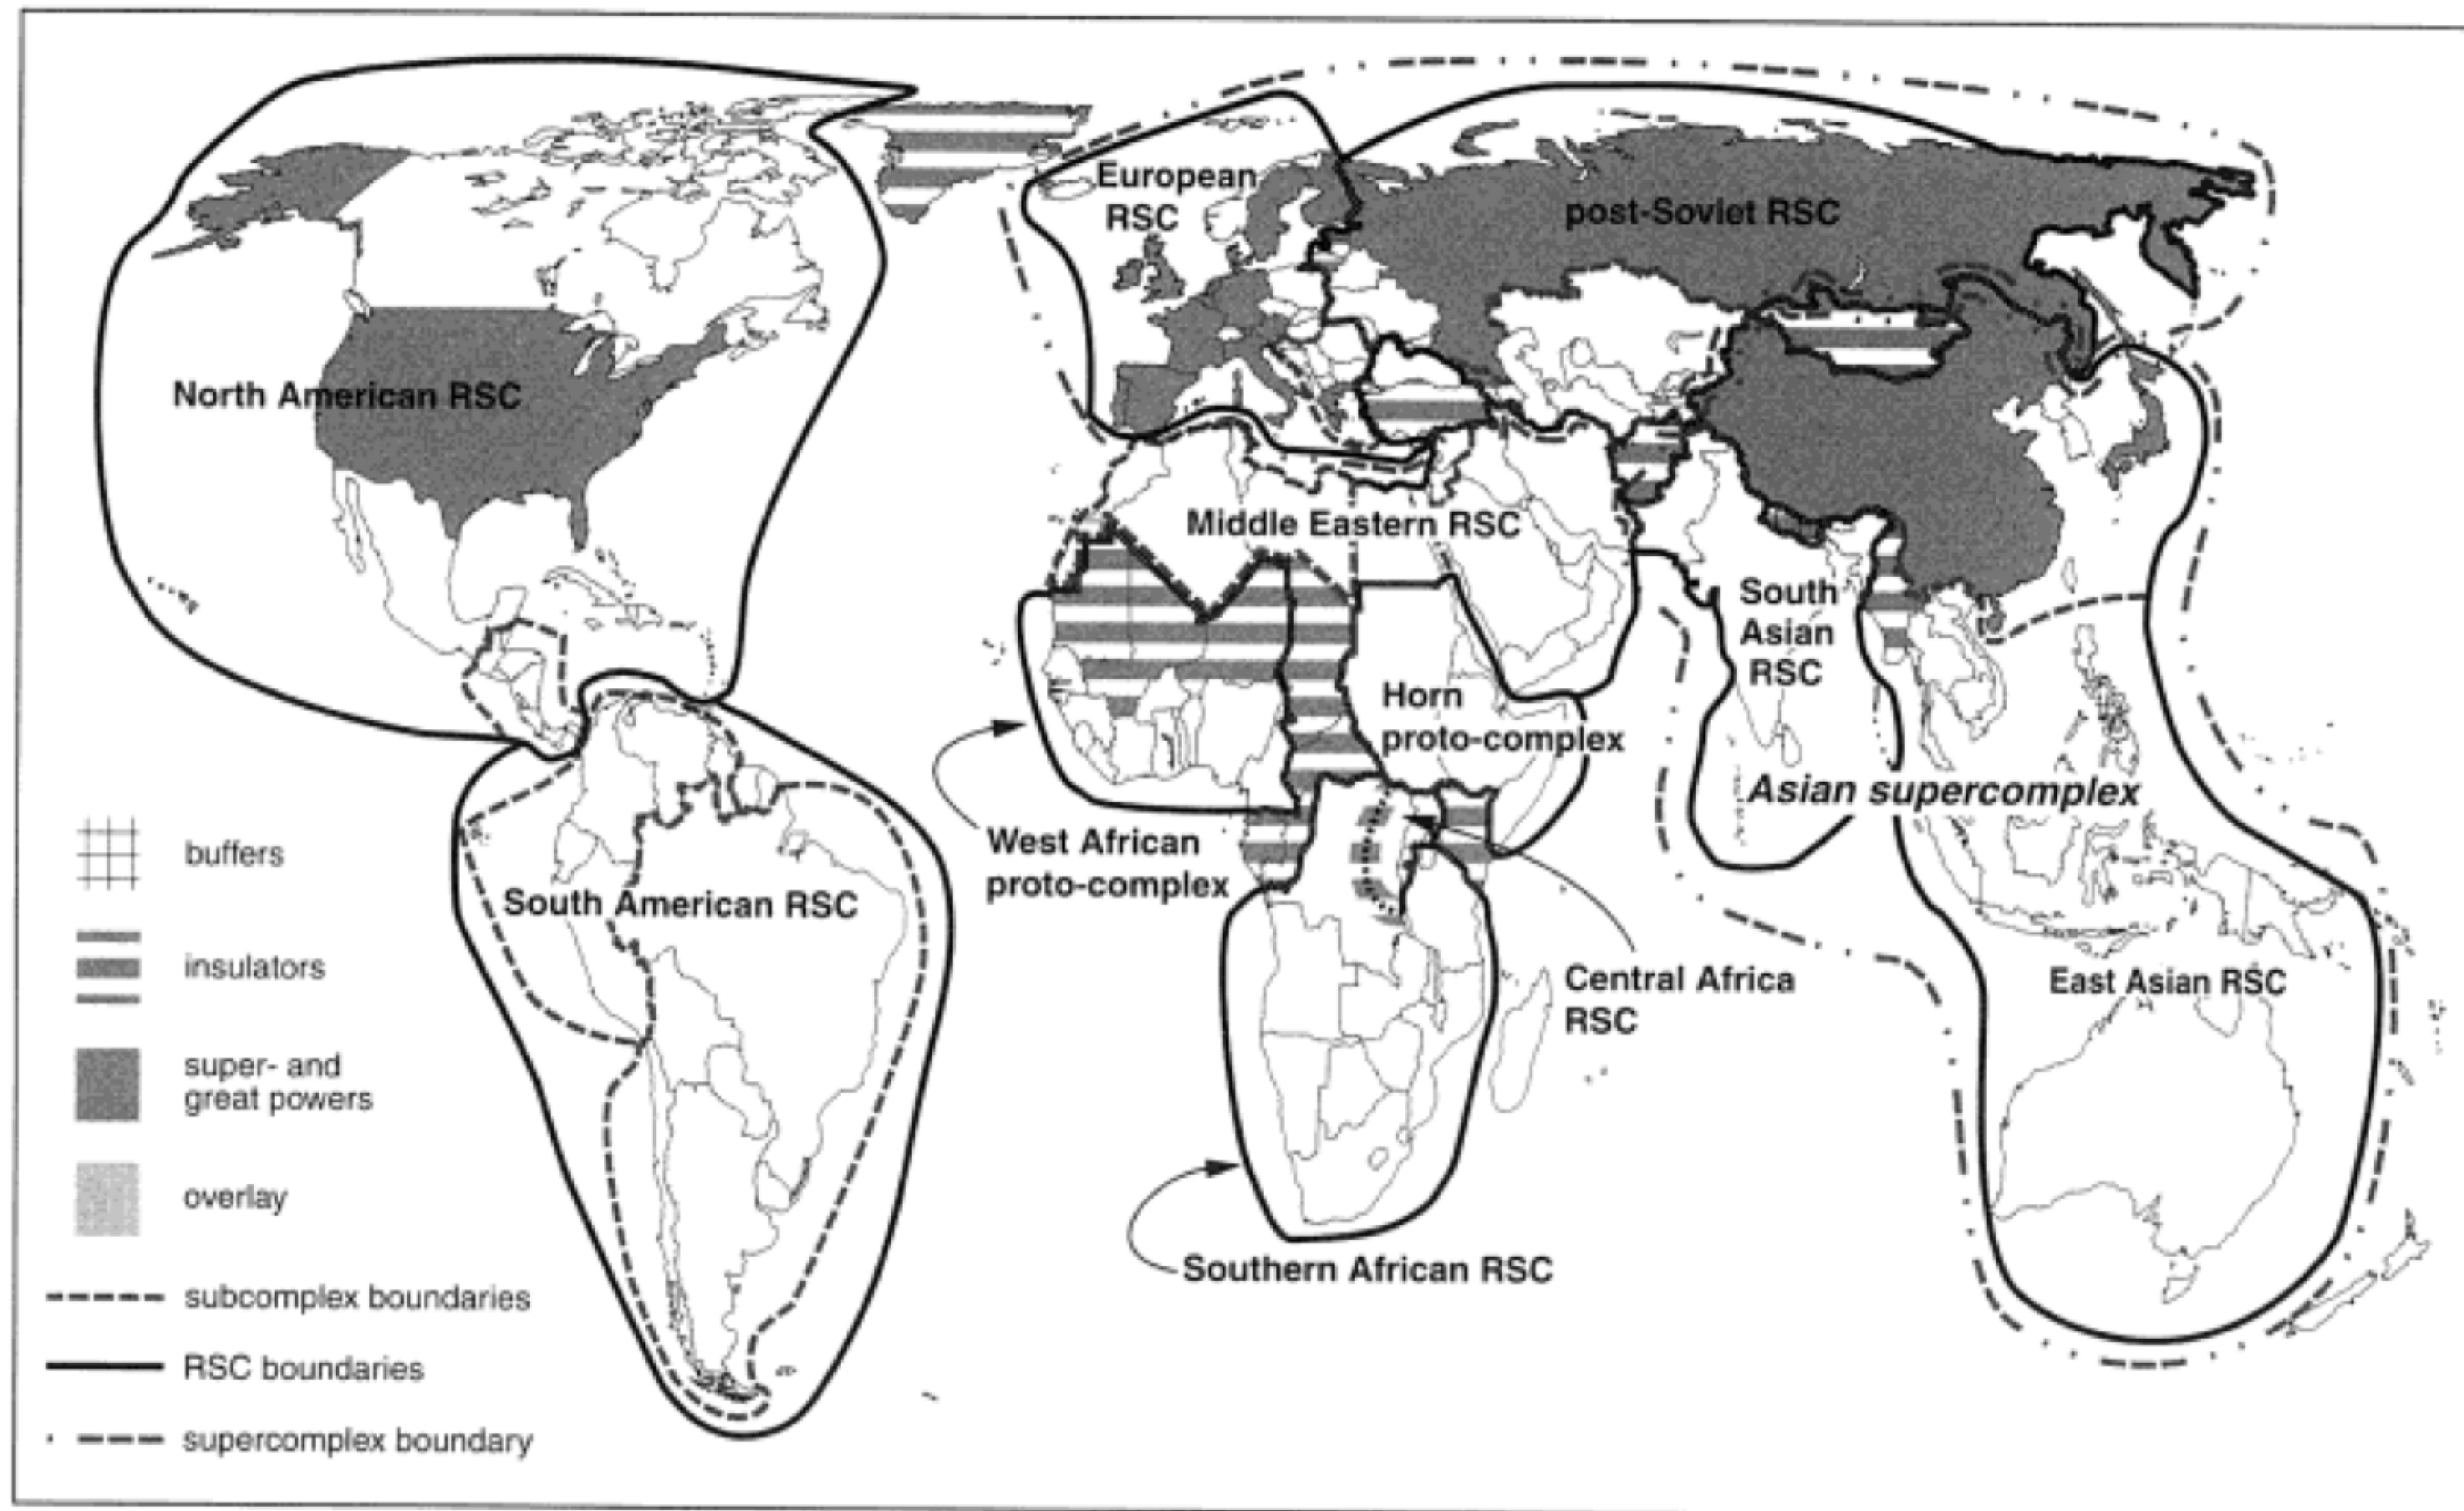 European
RSC
post-Soviet RSC
North American RSC
Middle Eastern RSC
South
Asian
RSC
Horn
proto-complex
Asian supercomplex
West African
proto-complex
South American RSC
Central Africa
RSC
East Asian RSC
Southern African RSC
buffers
insulators
super- and
great powers
overlay
subcomplex boundaries
RSC boundaries
supercomplex boundary